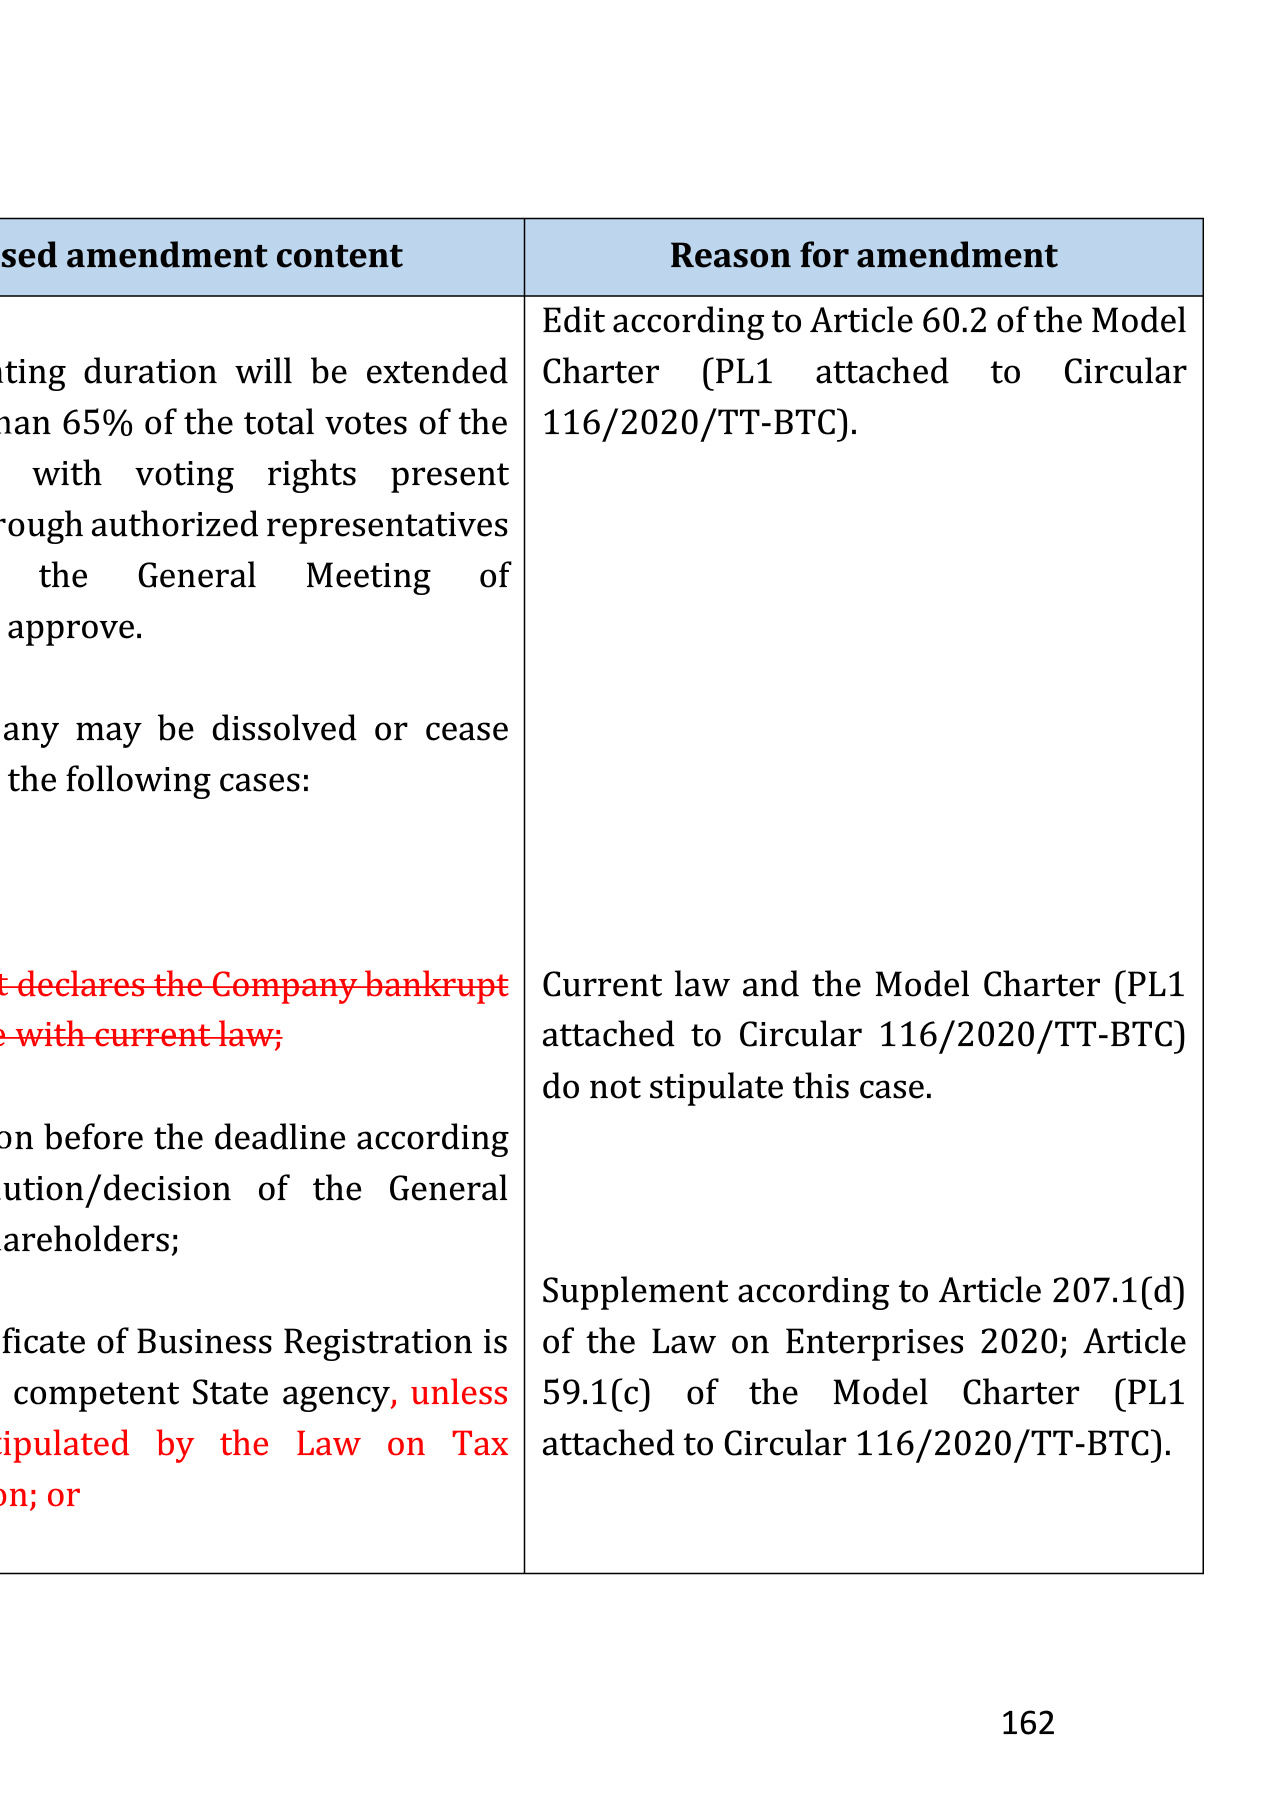 sed amendment content
Reason for amendment
ting duration will be extended
han 65% of the total votes of the
with voting rights present
rough authorized representatives
the General Meeting of
approve.
any may be dissolved or cease
the following cases:
t declares the Company bankrupt
e with current law;
on before the deadline according
ution/decision of the General
areholders;
ficate of Business Registration is
competent State agency, unless
tipulated by the Law on Tax
on; or
Edit according to Article 60.2 of the Model
Charter (PL1 attached to Circular
116/2020/TT-BTC).
Current law and the Model Charter (PL1
attached to Circular 116/2020/TT-BTC)
do not stipulate this case.
Supplement according to Article 207.1(d)
of the Law on Enterprises 2020; Article
59.1(c) of the Model Charter (PL1
attached to Circular 116/2020/TT-BTC).
162